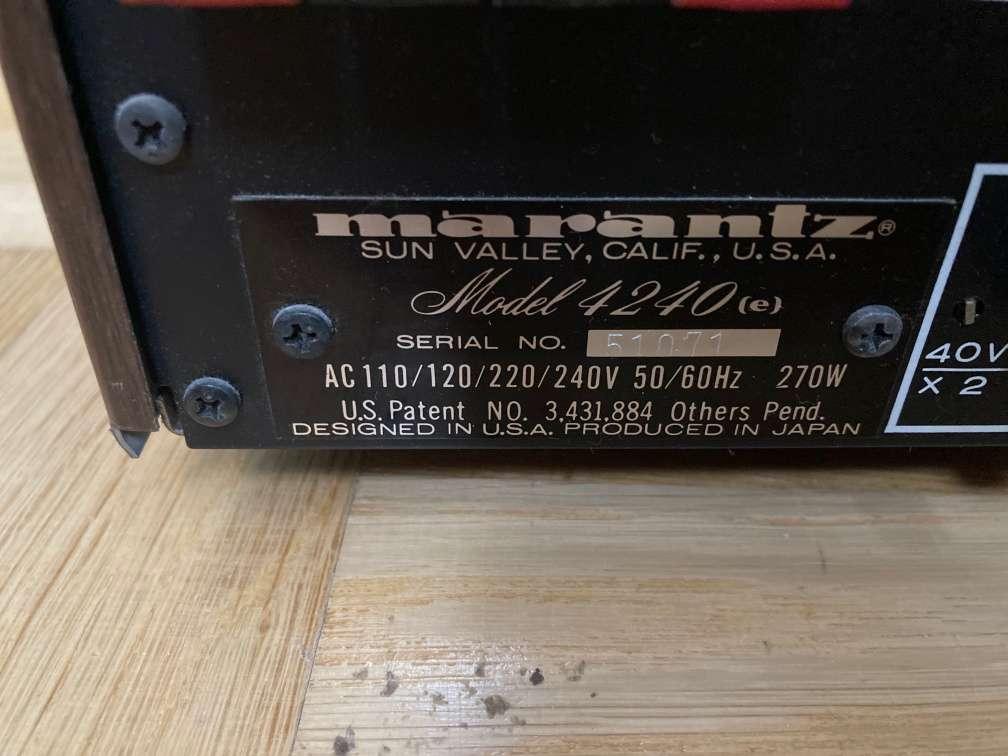 marantz®
SUN VALLEY, CALIF., U.S.A.
Model 4240 (e)
SERIAL NO. 51071
AC 110/120/220/240V 50/60Hz 270W
U.S. Patent NO. 3,431,884 Others Pend.
DESIGNED IN U.S.A. PRODUCED IN JAPAN
40V
X 2